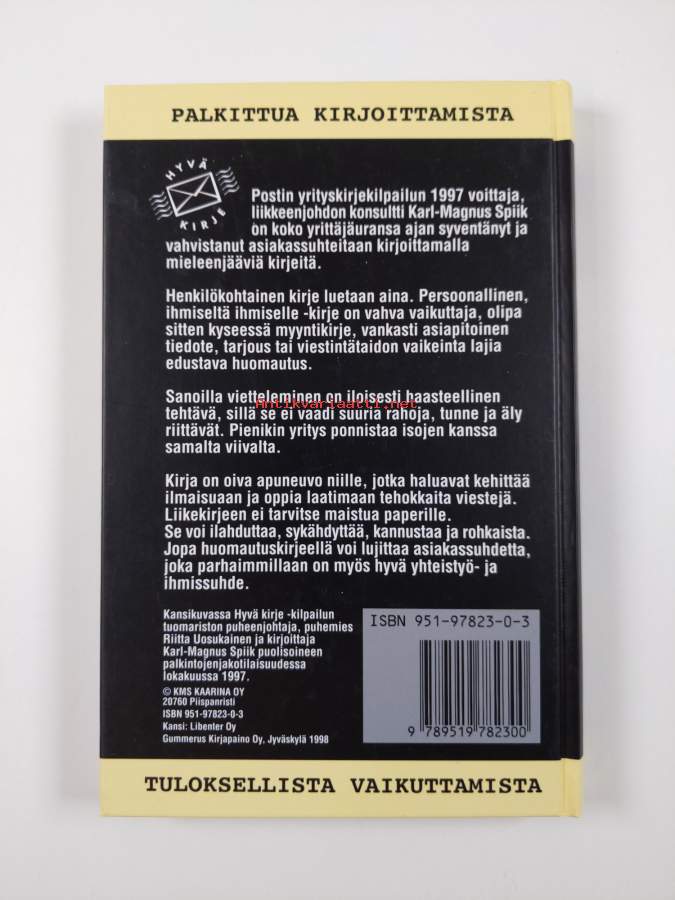 PALKITTUA KIRJOITTAMISTA
HYVÄ
KIRJE
Postin yrityskirjekilpailun 1997 voittaja,
liikkeenjohdon konsultti Karl-Magnus Spiik
on koko yrittäjäuransa ajan syventänyt ja
vahvistanut asiakassuhteitaan kirjoittamalla
mieleenjääviä kirjeitä.
Henkilökohtainen kirje luetaan aina. Persoonallinen,
ihmiseltä ihmiselle -kirje on vahva vaikuttaja, olipa
sitten kyseessä myyntikirje, vankasti asiapitoinen
tiedote, tarjous tai viestintätaidon vaikeinta lajia
edustava huomautus.
Sanoilla vietteleminen on iloisesti haasteellinen
Antikvariaatti.net
tehtävä, sillä se ei vaadi suuria rahoja, tunne ja äly
riittävät. Pienikin yritys ponnistaa isojen kanssa
samalta viivalta.
Kirja on oiva apuneuvo niille, jotka haluavat kehittää
ilmaisuaan ja oppia laatimaan tehokkaita viestejä.
Liikekirjeen ei tarvitse maistua paperille.
Se voi ilahduttaa, sykähdyttää, kannustaa ja rohkaista.
Jopa huomautuskirjeellä voi lujittaa asiakassuhdetta,
joka parhaimmillaan on myös hyvä yhteistyö- ja
ihmissuhde.
Kansikuvassa Hyvä kirje -kilpailun
tuomariston puheenjohtaja, puhemies
Riitta Uosukainen ja kirjoittaja
Karl-Magnus Spiik puolisoineen
palkintojenjakotilaisuudessa
lokakuussa 1997.
© KMS KAARINA OY
20760 Piispanristi
ISBN 951-97823-0-3
Kansi: Libenter Oy
Gummerus Kirjapaino Oy, Jyväskylä 1998
ISBN 951-97823-0-3
9 789519 782300
TULOKSELLISTA VAIKUTTAMISTA